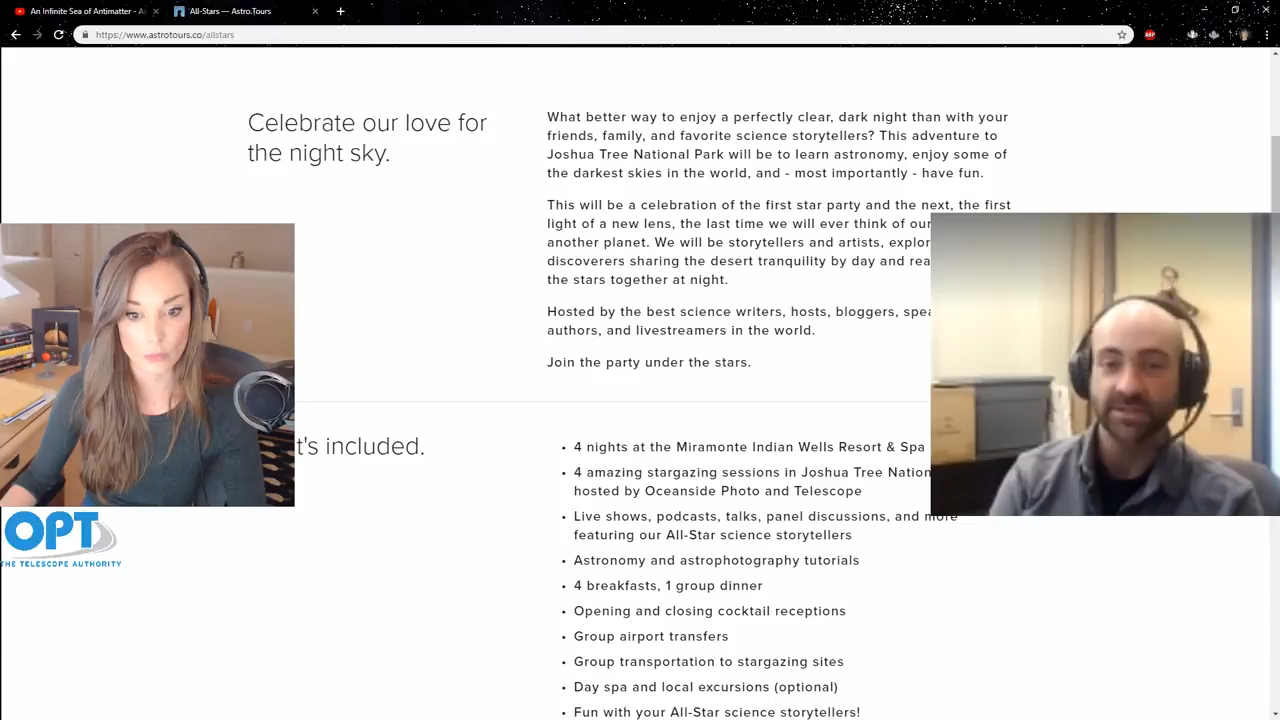 An Infinite Sea of Antimatter - As
All-Stars — Astro.Tours
https://www.astrotours.co/allstars
ABP
Celebrate our love for
the night sky.
What better way to enjoy a perfectly clear, dark night than with your
friends, family, and favorite science storytellers? This adventure to
Joshua Tree National Park will be to learn astronomy, enjoy some of
the darkest skies in the world, and - most importantly - have fun.
This will be a celebration of the first star party and the next, the first
light of a new lens, the last time we will ever think of our
another planet. We will be storytellers and artists, explor
discoverers sharing the desert tranquility by day and rea
the stars together at night.
Hosted by the best science writers, hosts, bloggers, spea
authors, and livestreamers in the world.
Join the party under the stars.
t's included.
• 4 nights at the Miramonte Indian Wells Resort & Spa
• 4 amazing stargazing sessions in Joshua Tree Nation
hosted by Oceanside Photo and Telescope
• Live shows, podcasts, talks, panel discussions, and more
featuring our All-Star science storytellers
• Astronomy and astrophotography tutorials
• 4 breakfasts, 1 group dinner
• Opening and closing cocktail receptions
• Group airport transfers
• Group transportation to stargazing sites
• Day spa and local excursions (optional)
• Fun with your All-Star science storytellers!
OPT
THE TELESCOPE AUTHORITY